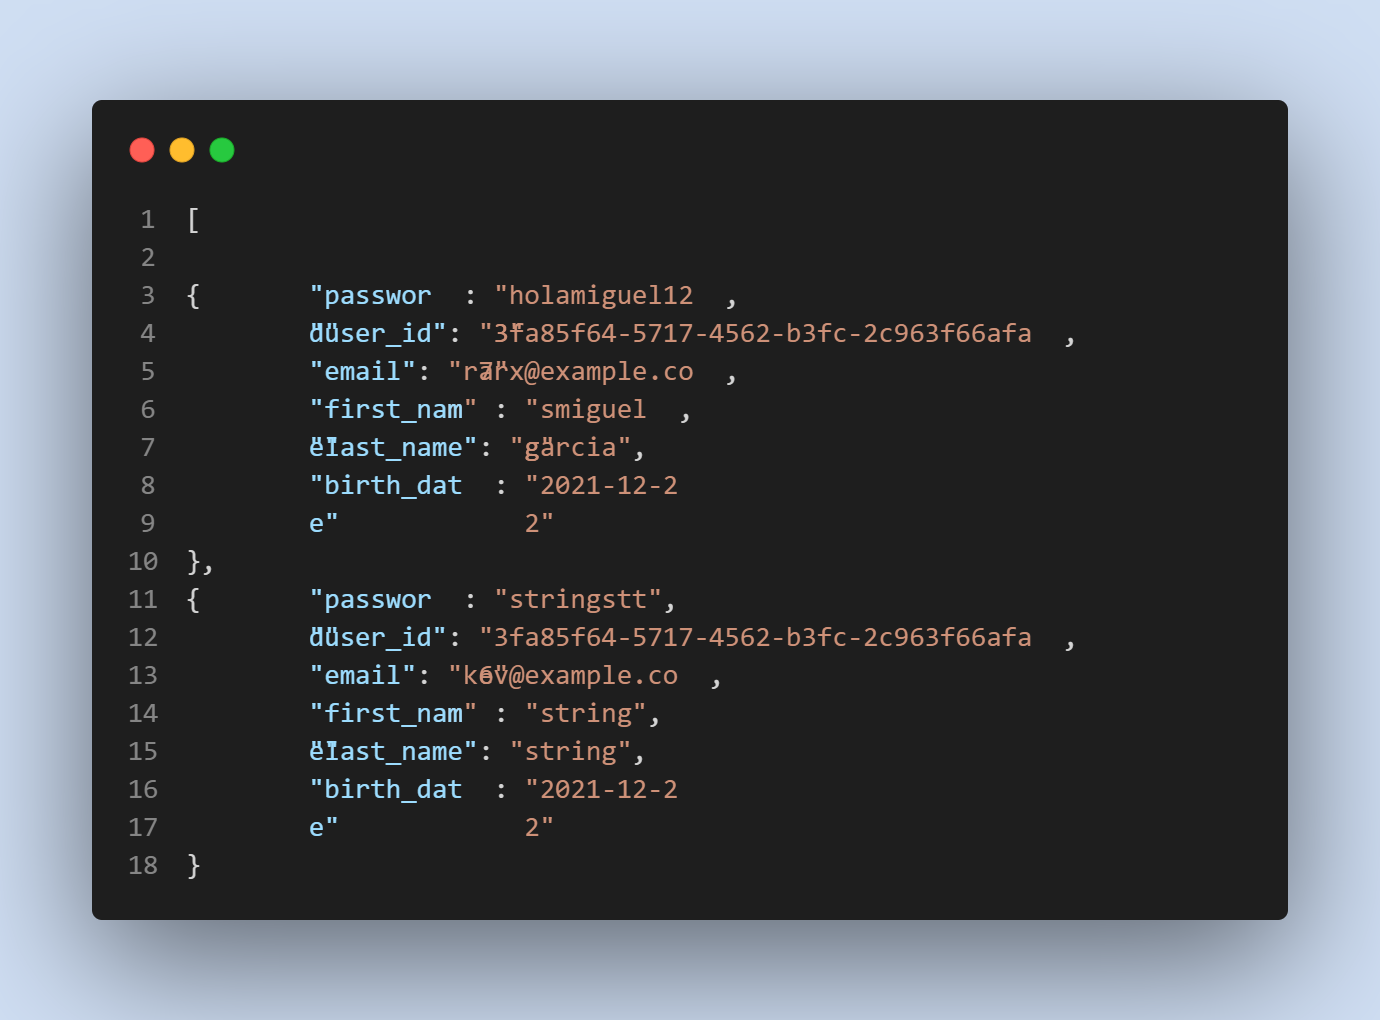 1 [
2
3 { "passwor : "holamiguel12 ,
4 "user_id": "3fa85f64-5717-4562-b3fc-2c963f66afa ,
5 "email": "rarx@example.co ,
6 "first_nam" : "smiguel ,
7 "last_name": "garcia",
8 "birth_dat : "2021-12-2
9 e" 2"
10 },
11 { "passwor : "stringstt",
12 "user_id": "3fa85f64-5717-4562-b3fc-2c963f66afa ,
13 "email": "kev@example.co ,
14 "first_nam" : "string",
15 "last_name": "string",
16 "birth_dat : "2021-12-2
17 e" 2"
18 }